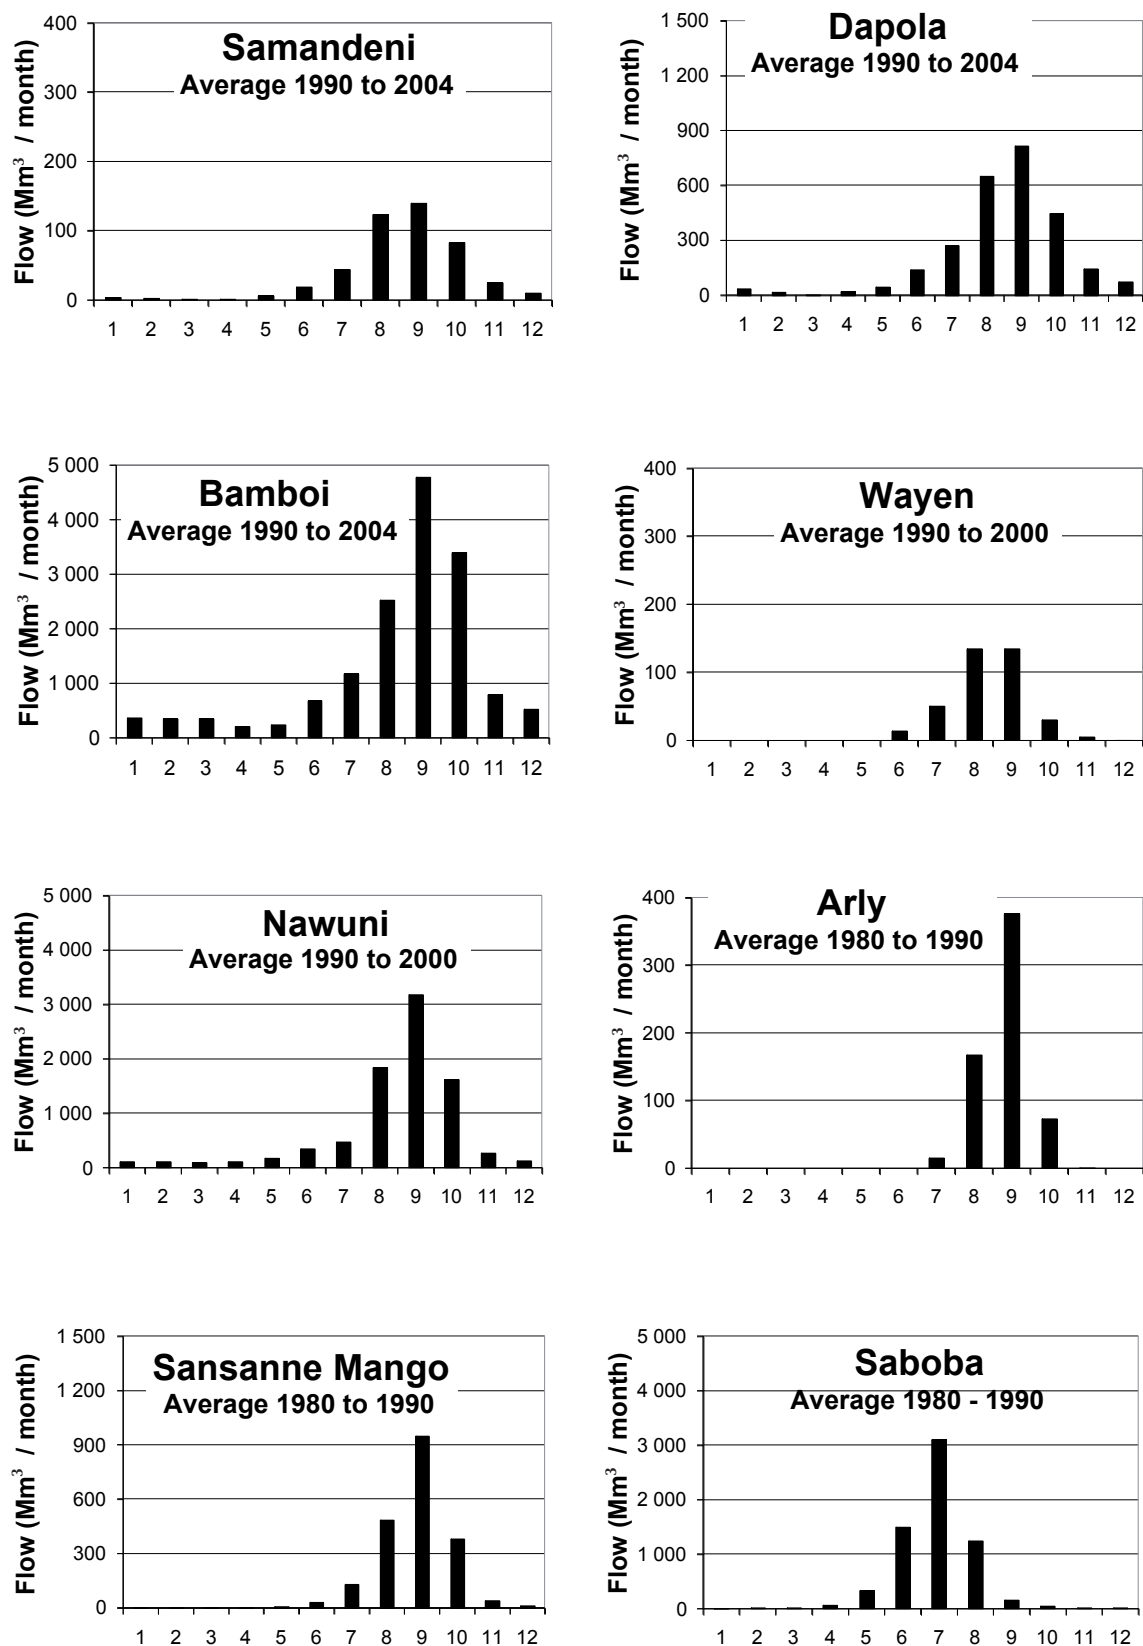 Samandeni
Average 1990 to 2004
Flow (Mm³ / month)
400
300
200
100
0
1 2 3 4 5 6 7 8 9 10 11 12
Dapola
Average 1990 to 2004
Flow (Mm³ / month)
1 500
1 200
900
600
300
0
1 2 3 4 5 6 7 8 9 10 11 12
Bamboi
Average 1990 to 2004
Flow (Mm³ / month)
5 000
4 000
3 000
2 000
1 000
0
1 2 3 4 5 6 7 8 9 10 11 12
Wayen
Average 1990 to 2000
Flow (Mm³ / month)
400
300
200
100
0
1 2 3 4 5 6 7 8 9 10 11 12
Nawuni
Average 1990 to 2000
Flow (Mm³ / month)
5 000
4 000
3 000
2 000
1 000
0
1 2 3 4 5 6 7 8 9 10 11 12
Arly
Average 1980 to 1990
Flow (Mm³ / month)
400
300
200
100
0
1 2 3 4 5 6 7 8 9 10 11 12
Sansanne Mango
Average 1980 to 1990
Flow (Mm³ / month)
1 500
1 200
900
600
300
0
1 2 3 4 5 6 7 8 9 10 11 12
Saboba
Average 1980 - 1990
Flow (Mm³ / month)
5 000
4 000
3 000
2 000
1 000
0
1 2 3 4 5 6 7 8 9 10 11 12